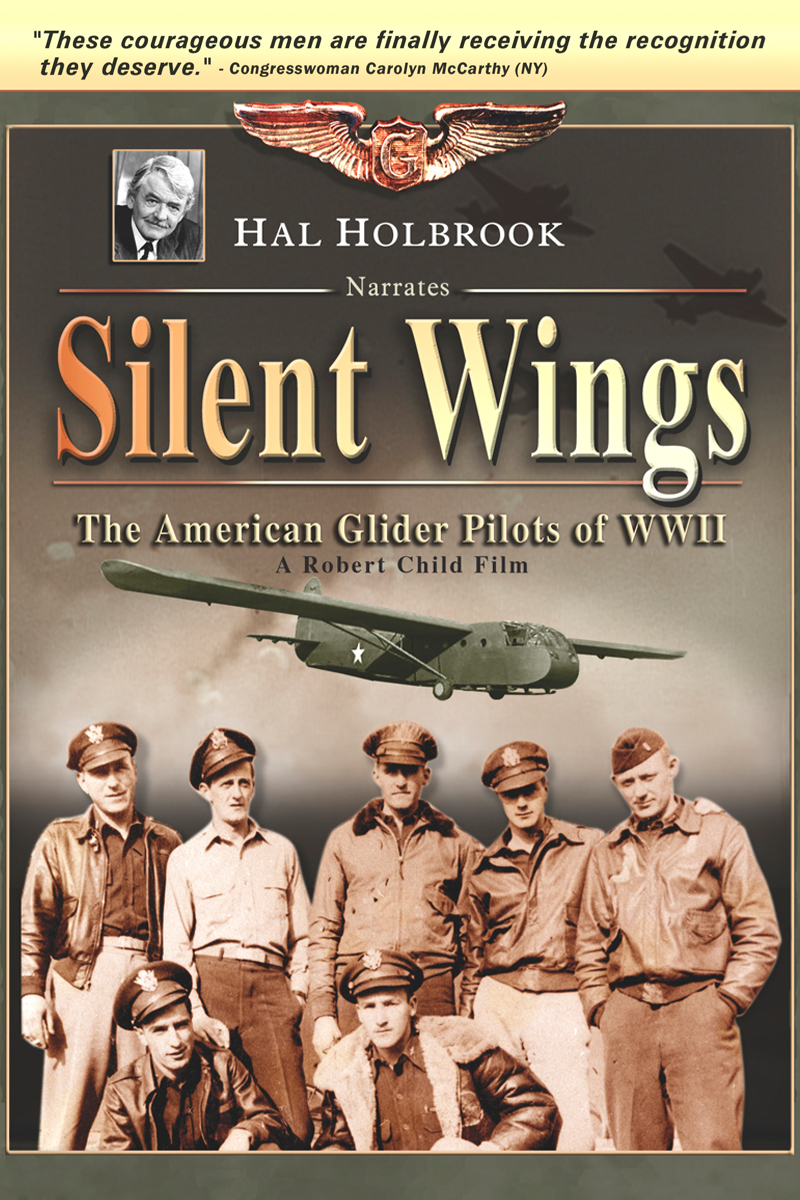 "These courageous men are finally receiving the recognition
they deserve." - Congresswoman Carolyn McCarthy (NY)
G
HAL HOLBROOK
Narrates
Silent Wings
The American Glider Pilots of WWII
A Robert Child Film